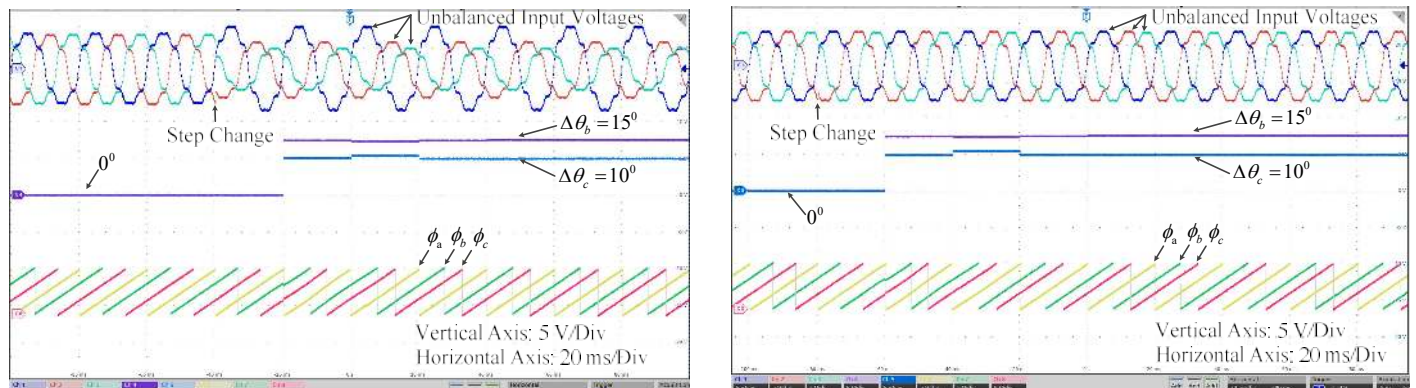 Unbalanced Input Voltages
Step Change
Δθb = 15⁰
0⁰
Δθc = 10⁰
ϕa ϕb ϕc
Vertical Axis: 5 V/Div
Horizontal Axis: 20 ms/Div
Unbalanced Input Voltages
Step Change
Δθb = 15⁰
Δθc = 10⁰
0⁰
ϕa ϕb ϕc
Vertical Axis: 5 V/Div
Horizontal Axis: 20 ms/Div